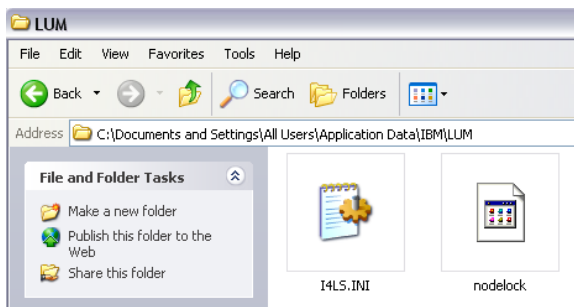 LUM
File Edit View Favorites Tools Help
Back Search Folders
Address C:\Documents and Settings\All Users\Application Data\IBM\LUM
File and Folder Tasks
Make a new folder
Publish this folder to the
Web
Share this folder
I4LS.INI
nodelock